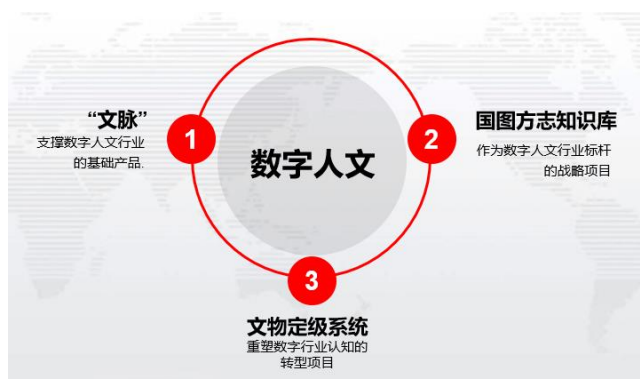 “文脉”
支撑数字人文行业
的基础产品.
1
数字人文
2
国图方志知识库
作为数字人文行业标杆
的战略项目
3
文物定级系统
重塑数字行业认知的
转型项目